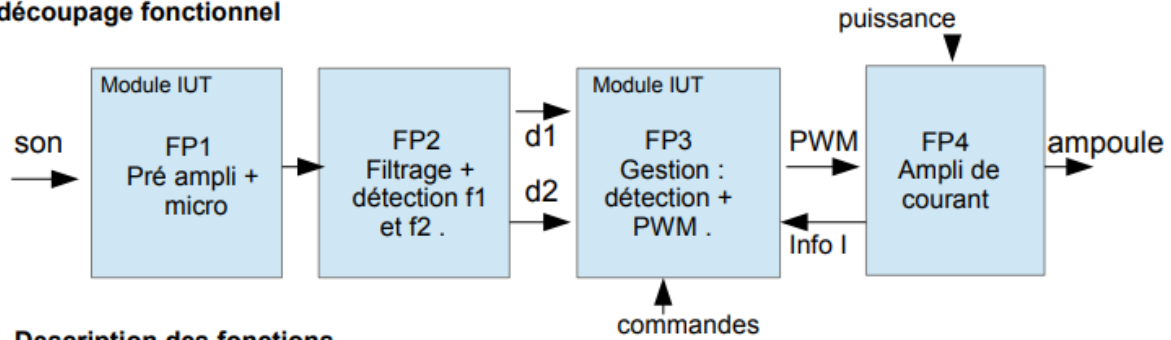 découpage fonctionnel
puissance
Module IUT
FP1
Pré ampli +
micro
son
FP2
Filtrage +
détection f1
et f2 .
d1
d2
Module IUT
FP3
Gestion :
détection +
PWM .
PWM
Info I
FP4
Ampli de
courant
ampoule
commandes
Description des fonctions